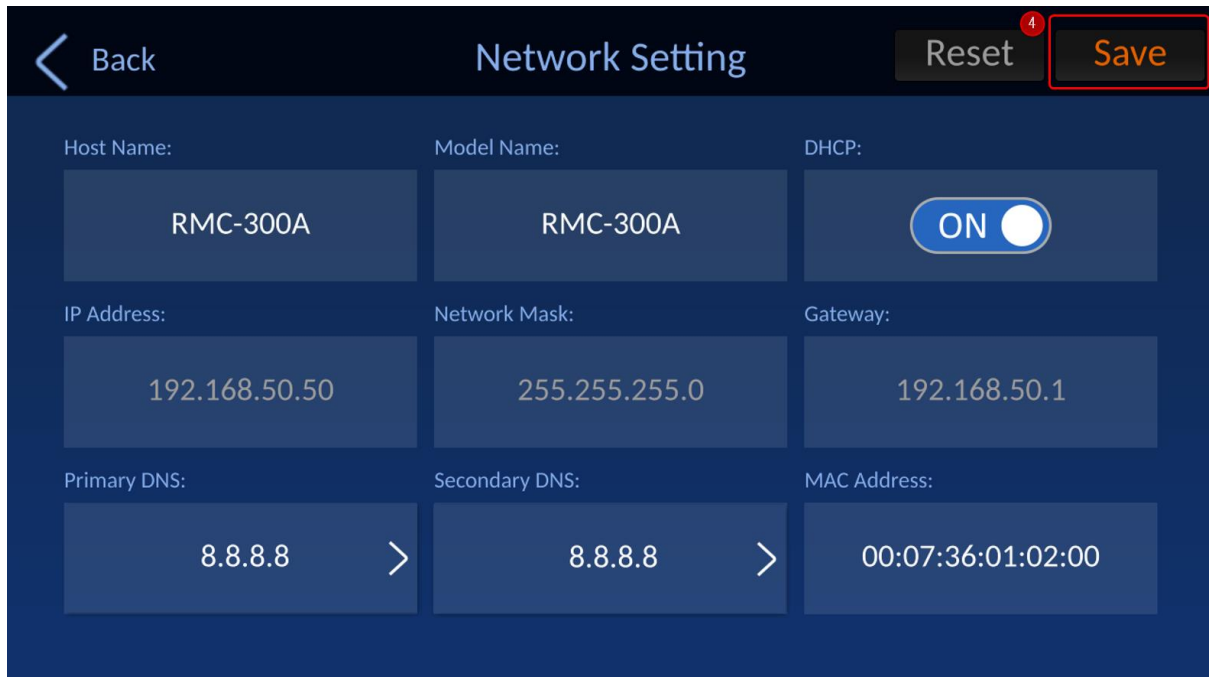 Back
Network Setting
Reset
4
Save
Host Name:
Model Name:
DHCP:
RMC-300A
RMC-300A
ON
IP Address:
Network Mask:
Gateway:
192.168.50.50
255.255.255.0
192.168.50.1
Primary DNS:
Secondary DNS:
MAC Address:
8.8.8.8
8.8.8.8
00:07:36:01:02:00